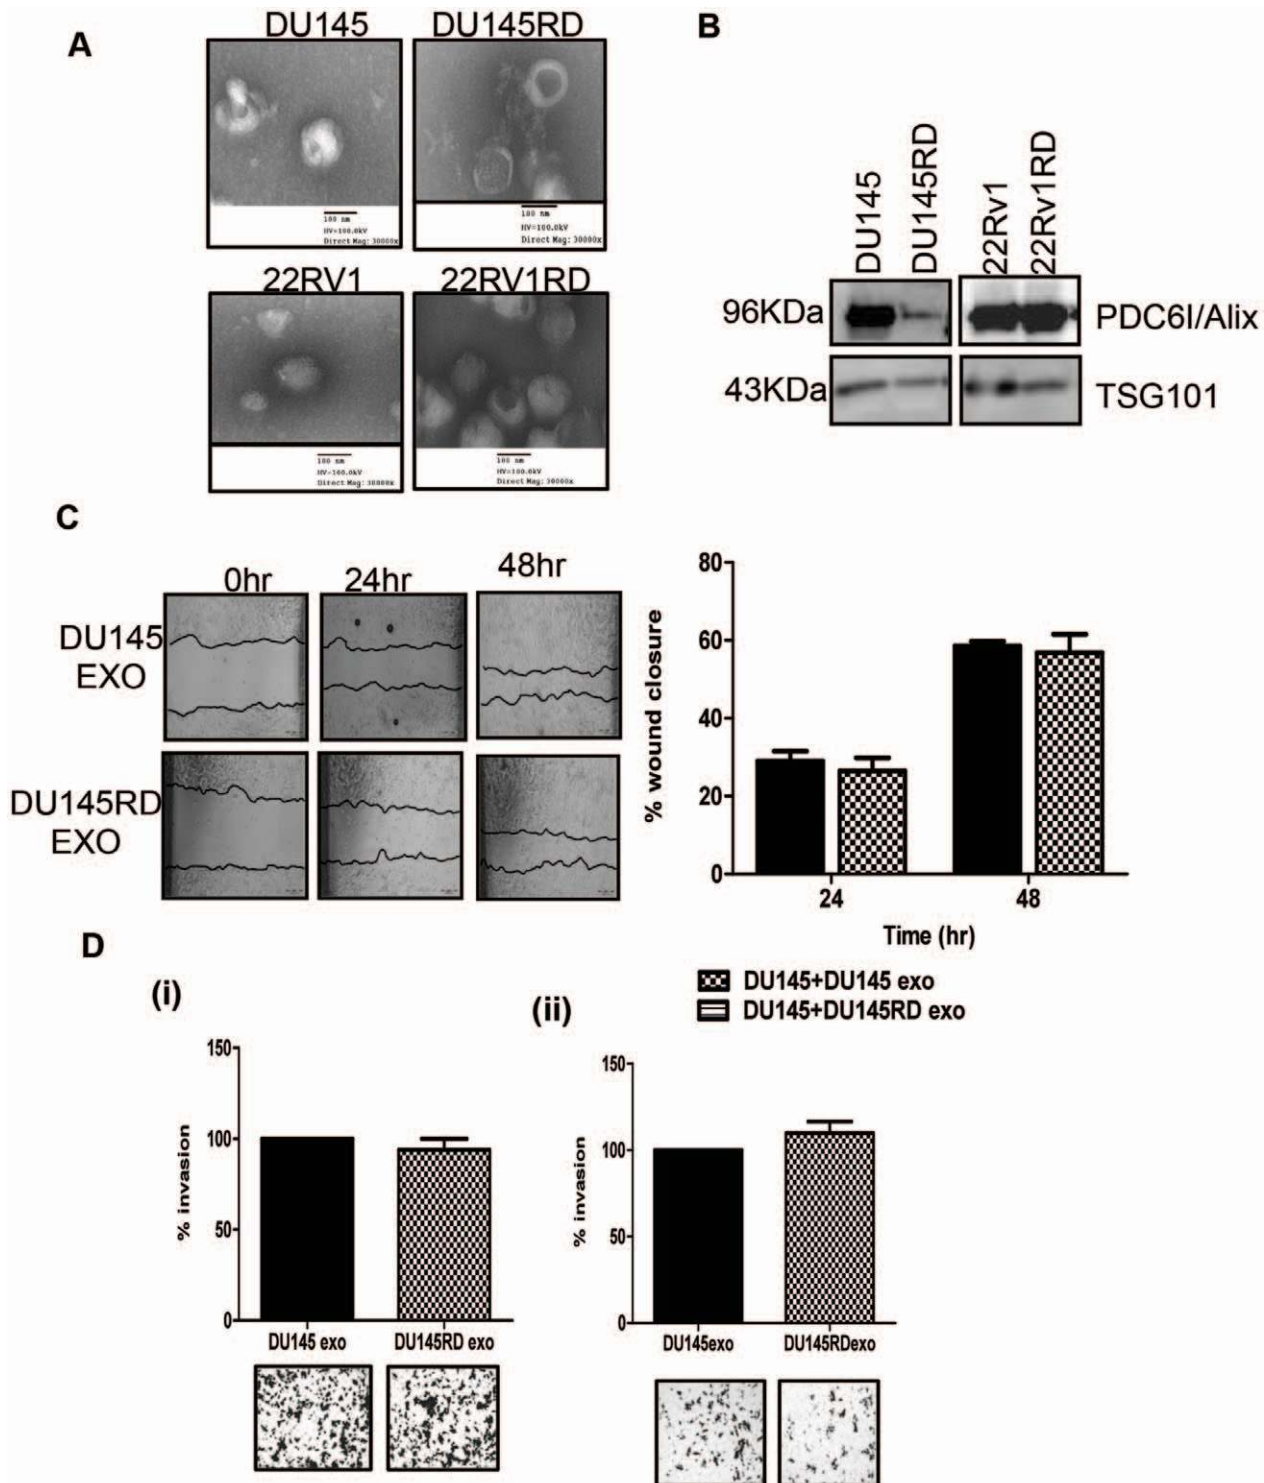 A
DU145
DU145RD
100 nm
HV=100.0kV
Direct Mag: 30000x
100 nm
HV=100.0kV
Direct Mag: 30000x
22RV1
22RV1RD
100 nm
HV=100.0kV
Direct Mag: 30000x
100 nm
HV=100.0kV
Direct Mag: 30000x
B
DU145
DU145RD
22Rv1
22Rv1RD
96KDa
PDC6I/Alix
43KDa
TSG101
C
0hr
24hr
48hr
DU145
EXO
DU145RD
EXO
% wound closure
80
60
40
20
0
24
48
Time (hr)
DU145+DU145 exo
DU145+DU145RD exo
D
(i)
% invasion
150
100
50
0
DU145 exo
DU145RD exo
(ii)
% invasion
150
100
50
0
DU145exo
DU145RDexo